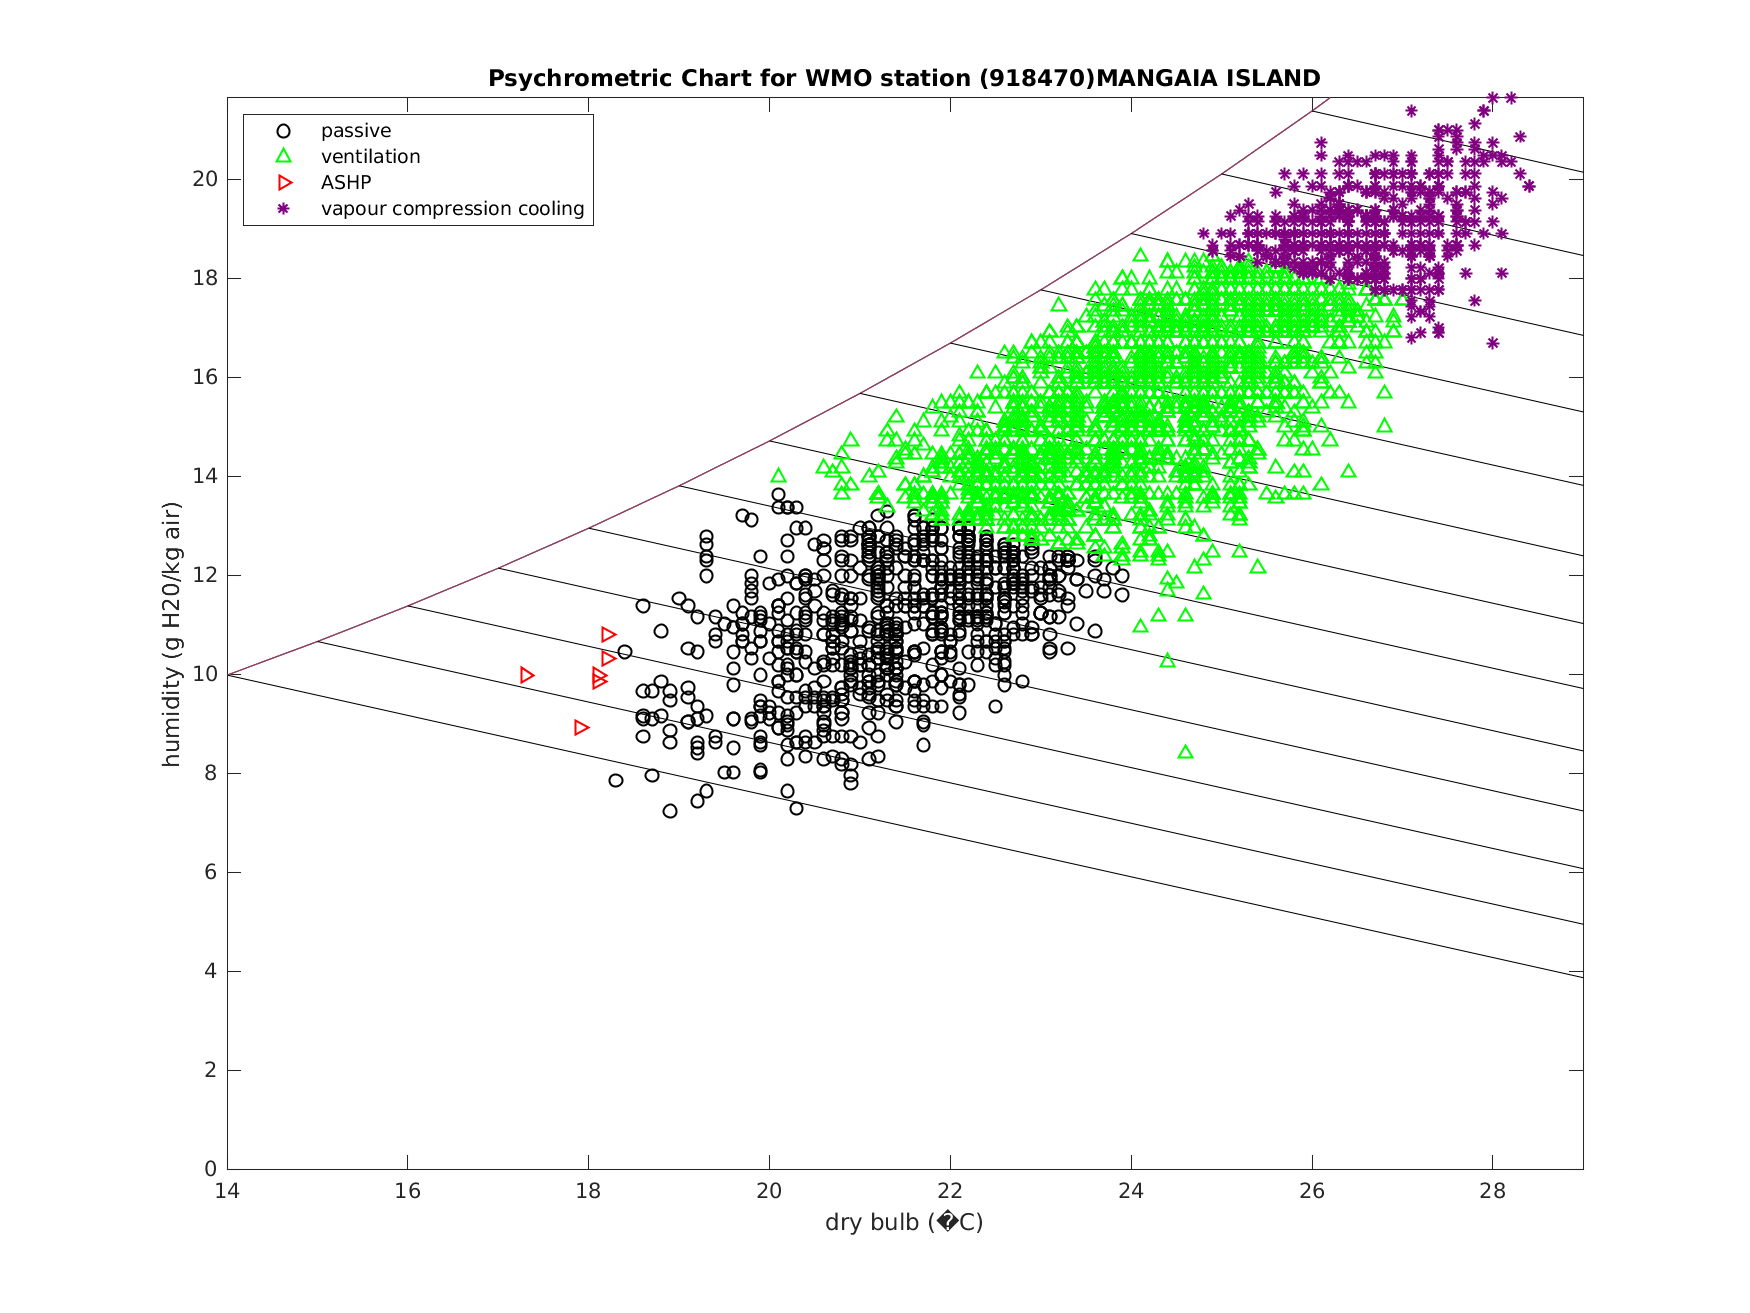 Psychrometric Chart for WMO station (918470)MANGAIA ISLAND
passive
ventilation
ASHP
vapour compression cooling
humidity (g H20/kg air)
20
18
16
14
12
10
8
6
4
2
0
14 16 18 20 22 24 26 28
dry bulb (�C)